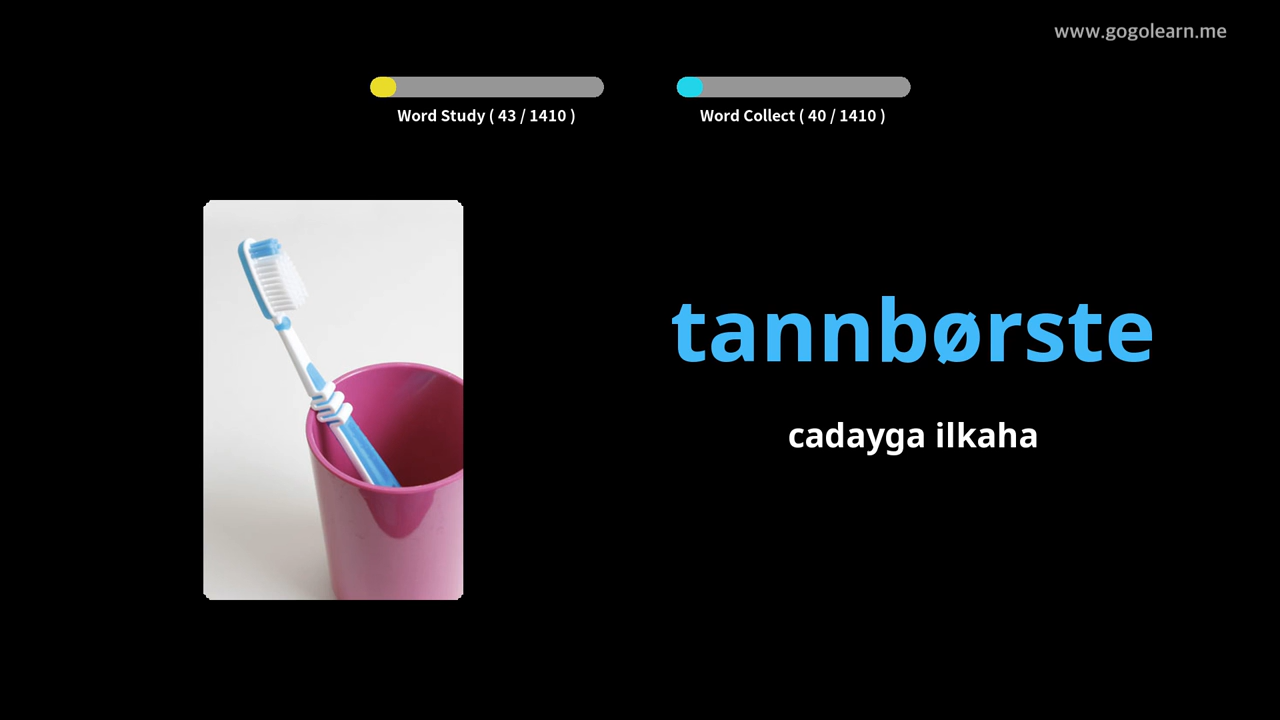 www.gogolearn.me
Word Study ( 43 / 1410 )
Word Collect ( 40 / 1410 )
tannbørste
cadayga ilkaha